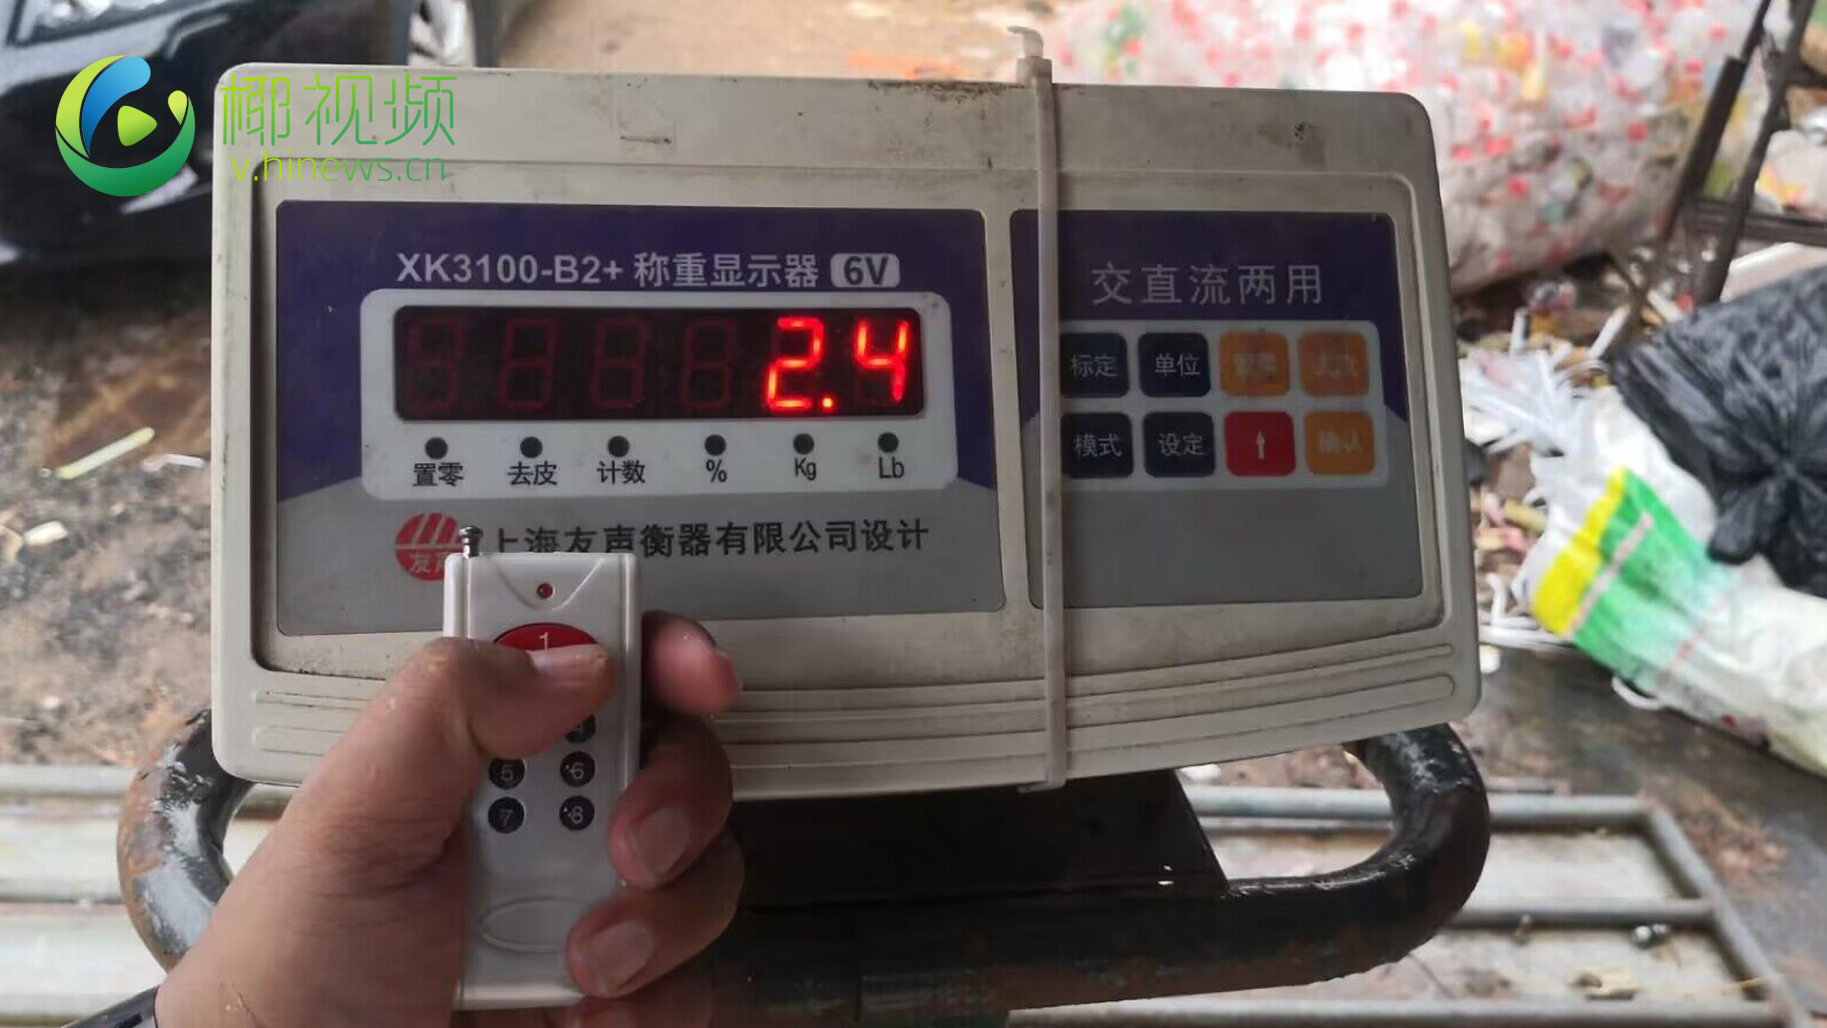 椰视频
v.hinews.cn
XK3100-B2+ 称重显示器 6V
2.4
置零 去皮 计数 % Kg Lb
上海友声衡器有限公司设计
交直流两用
标定 单位
模式 设定 ↑ 确认
1
5 6
7 8